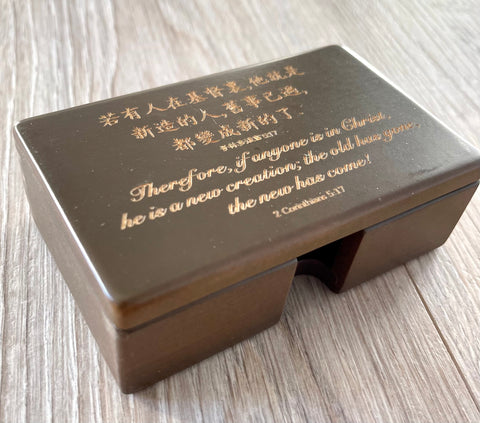 若有人在基督裏, 他就是
新造的人, 舊事已過,
都變成新的了.
哥林多後書5:17
Therefore, if anyone is in Christ,
he is a new creation; the old has gone,
the new has come!
2 Corinthians 5:17